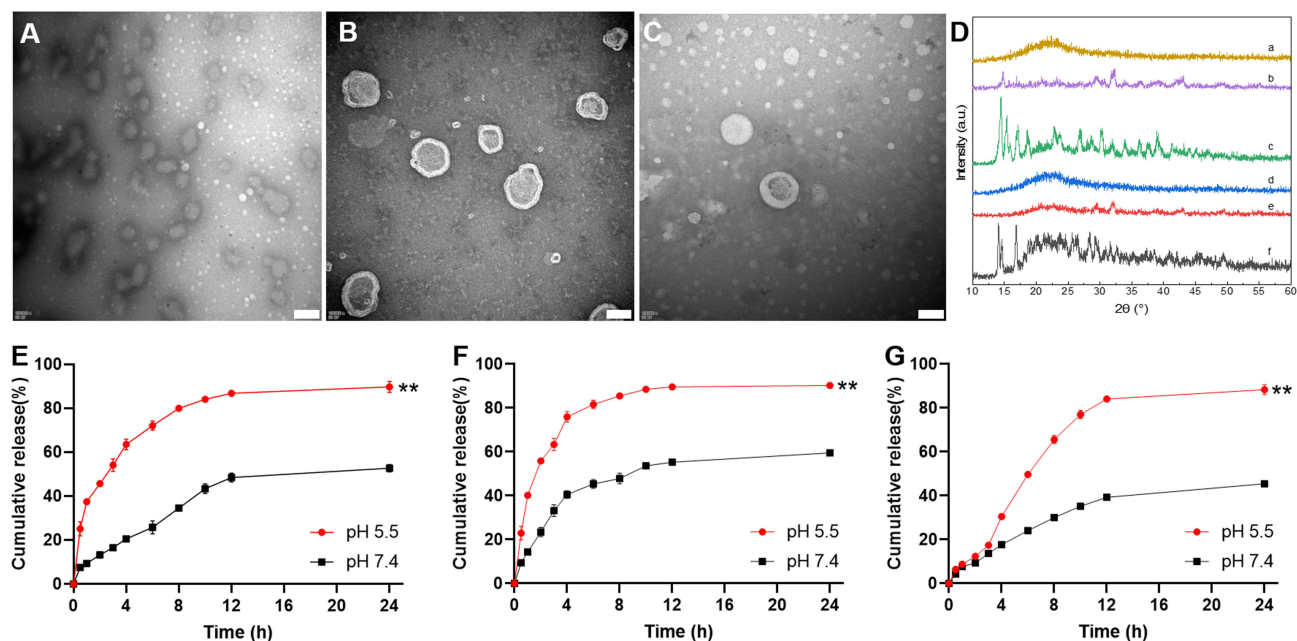 A
B
C
D
a
b
c
d
e
f
Intensity (a.u.)
10 15 20 25 30 35 40 45 50 55 60
2θ (°)
E
Cumulative release(%)
100
80
60
40
20
0
0 4 8 12 16 20 24
Time (h)
pH 5.5
pH 7.4
**
F
Cumulative release(%)
100
80
60
40
20
0
0 4 8 12 16 20 24
Time (h)
pH 5.5
pH 7.4
**
G
Cumulative release(%)
100
80
60
40
20
0
0 4 8 12 16 20 24
Time (h)
pH 5.5
pH 7.4
**